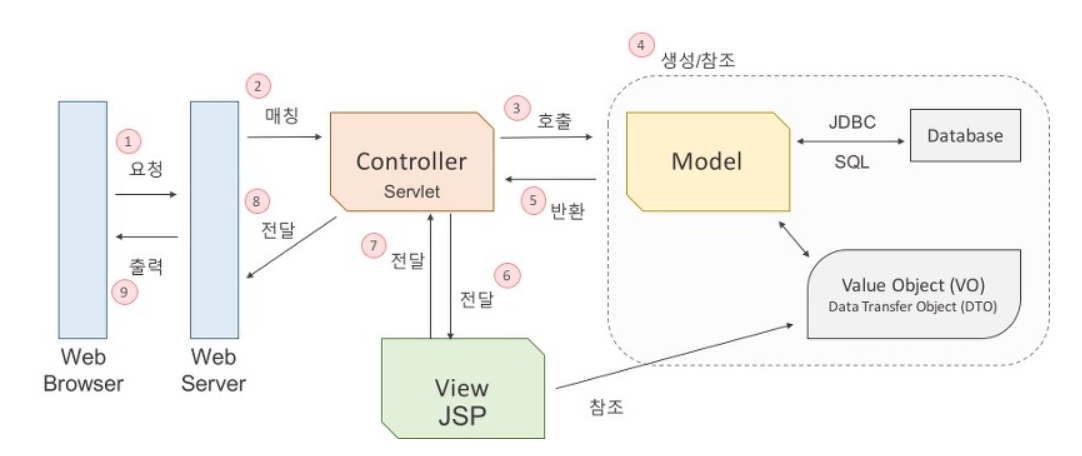 4
생성/참조
2
매칭
3
호출
JDBC
Database
1
요청
Controller
Servlet
Model
SQL
8
전달
5
반환
출력
9
7
전달
6
전달
Value Object (VO)
Data Transfer Object (DTO)
Web
Browser
Web
Server
View
JSP
참조